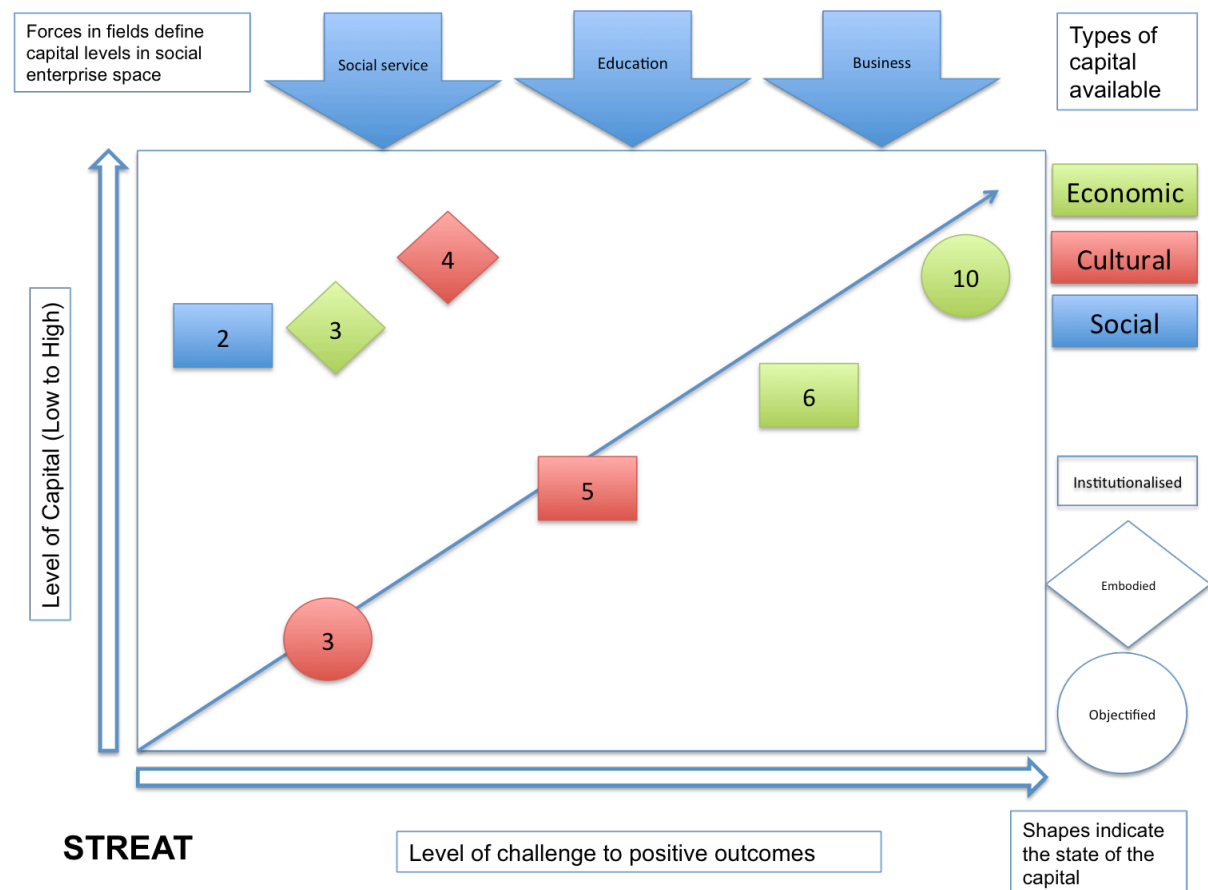 Forces in fields define
capital levels in social
enterprise space
Social service
Education
Business
Types of
capital
available
Level of Capital (Low to High)
4
2
3
10
6
5
3
Economic
Cultural
Social
Institutionalised
Embodied
Objectified
STREAT
Level of challenge to positive outcomes
Shapes indicate
the state of the
capital